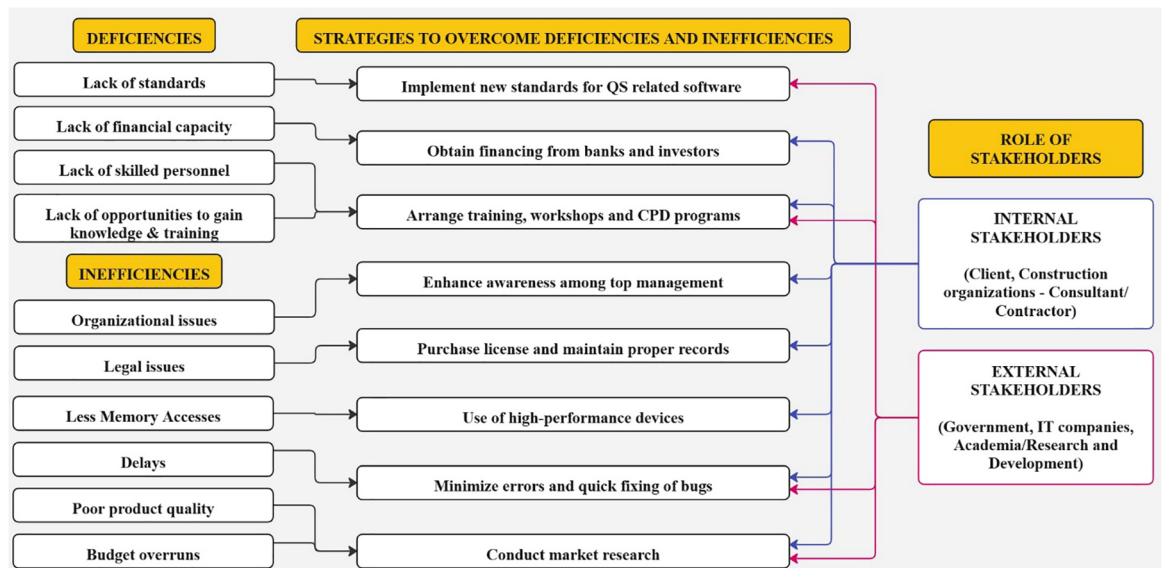 DEFICIENCIES
STRATEGIES TO OVERCOME DEFICIENCIES AND INEFFICIENCIES
Lack of standards
Lack of financial capacity
Lack of skilled personnel
Lack of opportunities to gain
knowledge & training
INEFFICIENCIES
Organizational issues
Legal issues
Less Memory Accesses
Delays
Poor product quality
Budget overruns
Implement new standards for QS related software
Obtain financing from banks and investors
Arrange training, workshops and CPD programs
Enhance awareness among top management
Purchase license and maintain proper records
Use of high-performance devices
Minimize errors and quick fixing of bugs
Conduct market research
ROLE OF
STAKEHOLDERS
INTERNAL
STAKEHOLDERS
(Client, Construction
organizations - Consultant/
Contractor)
EXTERNAL
STAKEHOLDERS
(Government, IT companies,
Academia/Research and
Development)